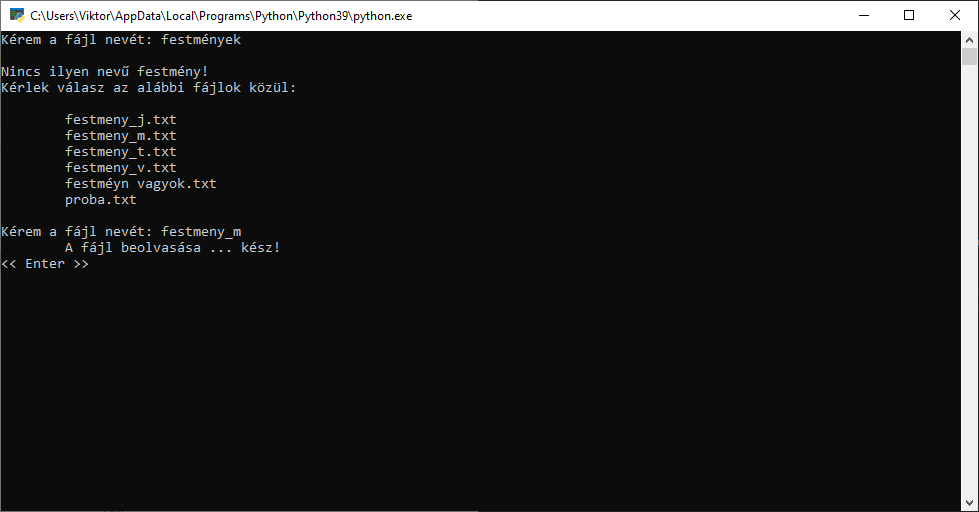 C:\Users\Viktor\AppData\Local\Programs\Python\Python39\python.exe
Kérem a fájl nevét: festmények
Nincs ilyen nevű festmény!
Kérlek válasz az alábbi fájlok közül:
festmeny_j.txt
festmeny_m.txt
festmeny_t.txt
festmeny_v.txt
festméyn vagyok.txt
proba.txt
Kérem a fájl nevét: festmeny_m
A fájl beolvasása ... kész!
<< Enter >>